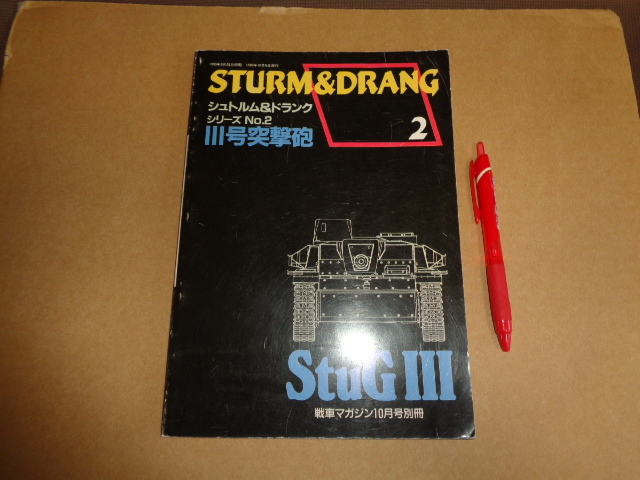 STURM&DRANG
シュトルム&ドランク
シリーズ No.2
2
III号突撃砲
StuG III
戦車マガジン10月号別冊